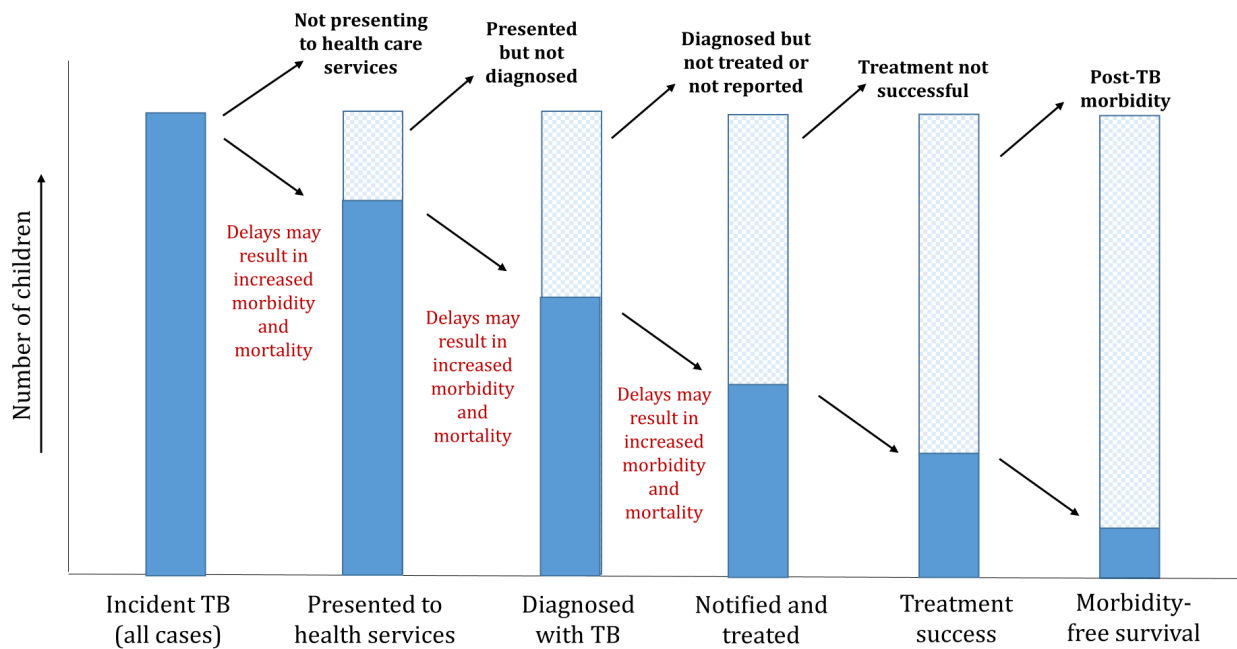 Not presenting
to health care
services
Presented
but not
diagnosed
Diagnosed but
not treated or
not reported
Treatment not
successful
Post-TB
morbidity
Number of children
Delays may
result in
increased
morbidity
and
mortality
Delays may
result in
increased
morbidity
and
mortality
Delays may
result in
increased
morbidity
and
mortality
Incident TB
(all cases)
Presented to
health services
Diagnosed
with TB
Notified and
treated
Treatment
success
Morbidity-
free survival